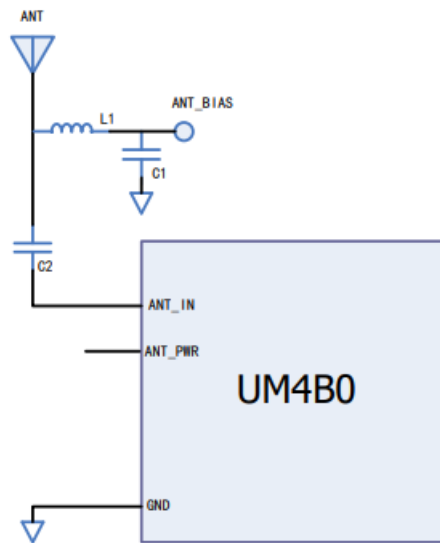 ANT
ANT_BIAS
L1
C1
C2
ANT_IN
ANT_PWR
UM4B0
GND